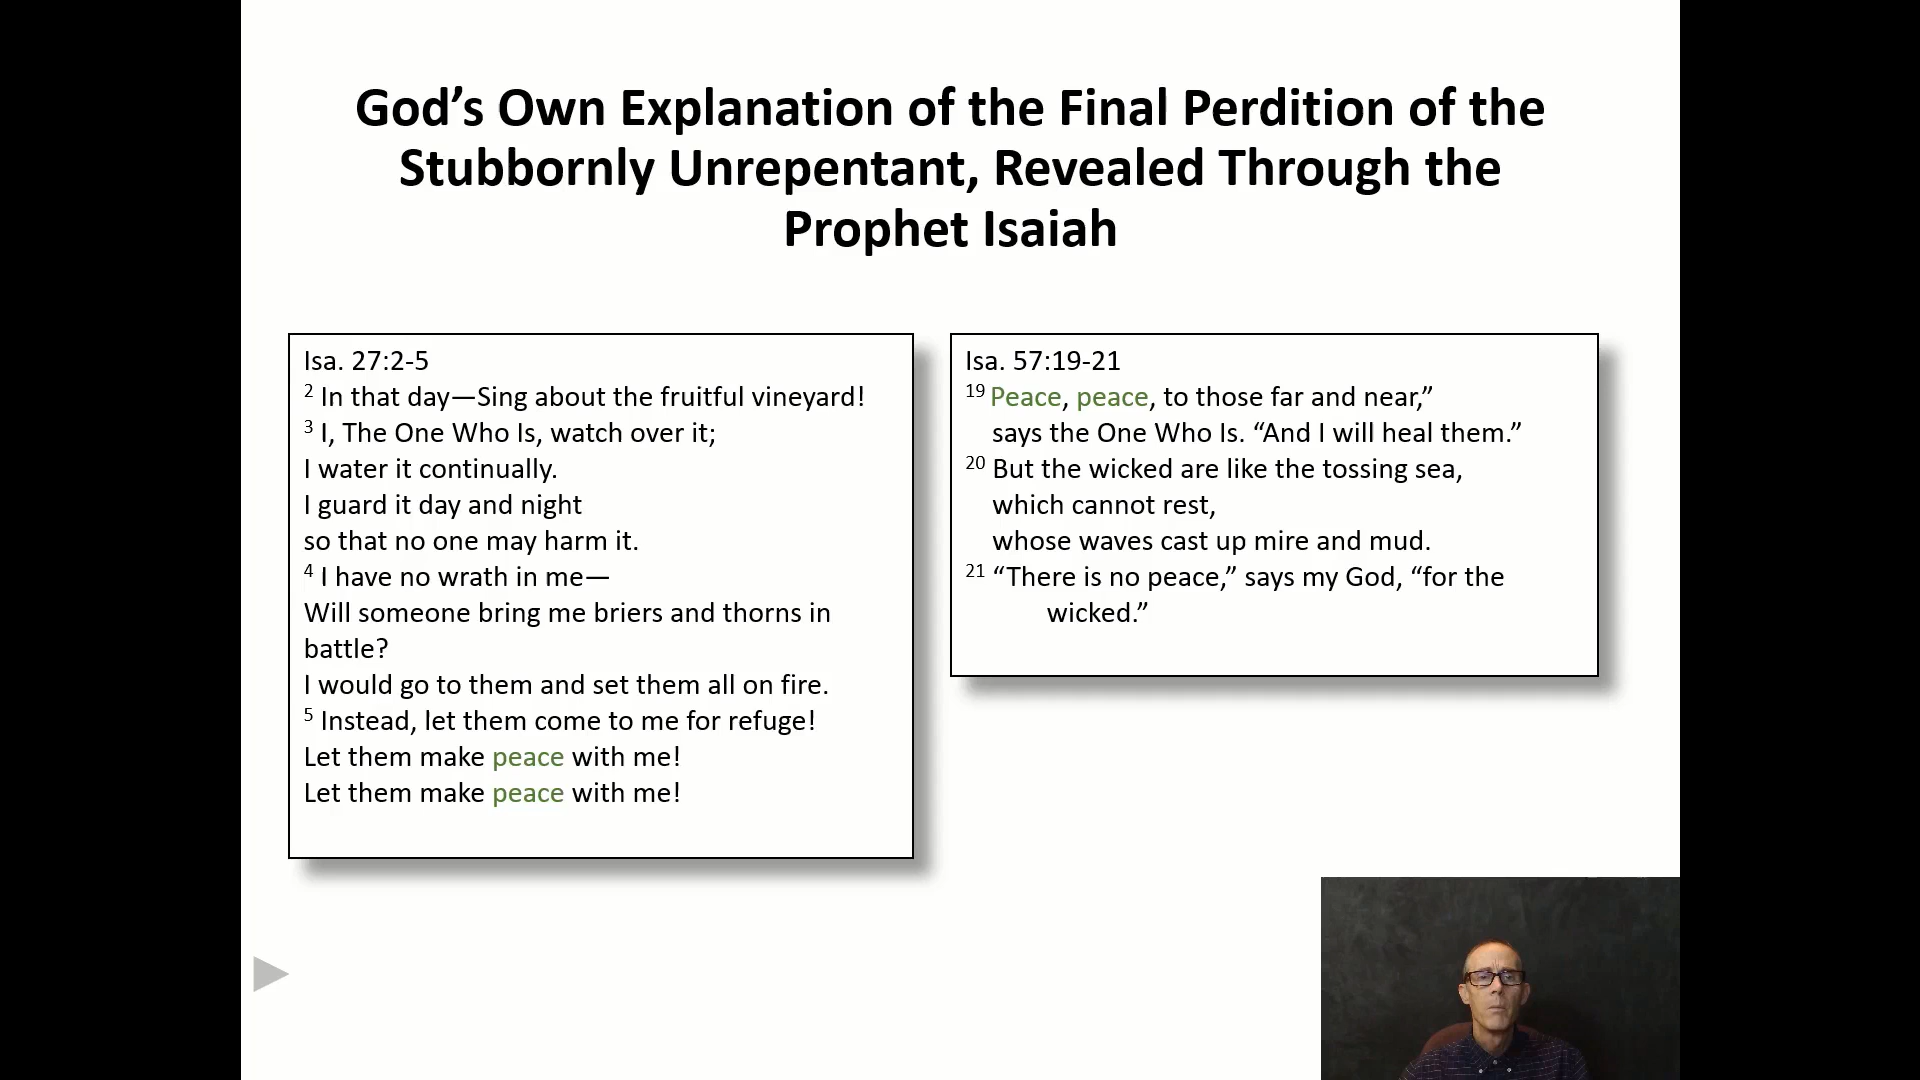 God’s Own Explanation of the Final Perdition of the
Stubbornly Unrepentant, Revealed Through the
Prophet Isaiah
Isa. 27:2-5
2 In that day—Sing about the fruitful vineyard!
3 I, The One Who Is, watch over it;
I water it continually.
I guard it day and night
so that no one may harm it.
4 I have no wrath in me—
Will someone bring me briers and thorns in
battle?
I would go to them and set them all on fire.
5 Instead, let them come to me for refuge!
Let them make peace with me!
Let them make peace with me!
Isa. 57:19-21
19 Peace, peace, to those far and near,”
says the One Who Is. “And I will heal them.”
20 But the wicked are like the tossing sea,
which cannot rest,
whose waves cast up mire and mud.
21 “There is no peace,” says my God, “for the
wicked.”